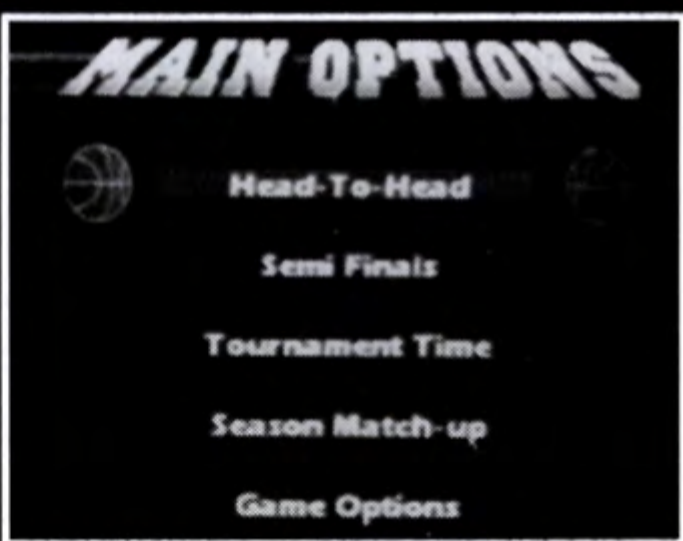 MAIN OPTIONS
Head-To-Head
Semi Finals
Tournament Time
Season Match-up
Game Options